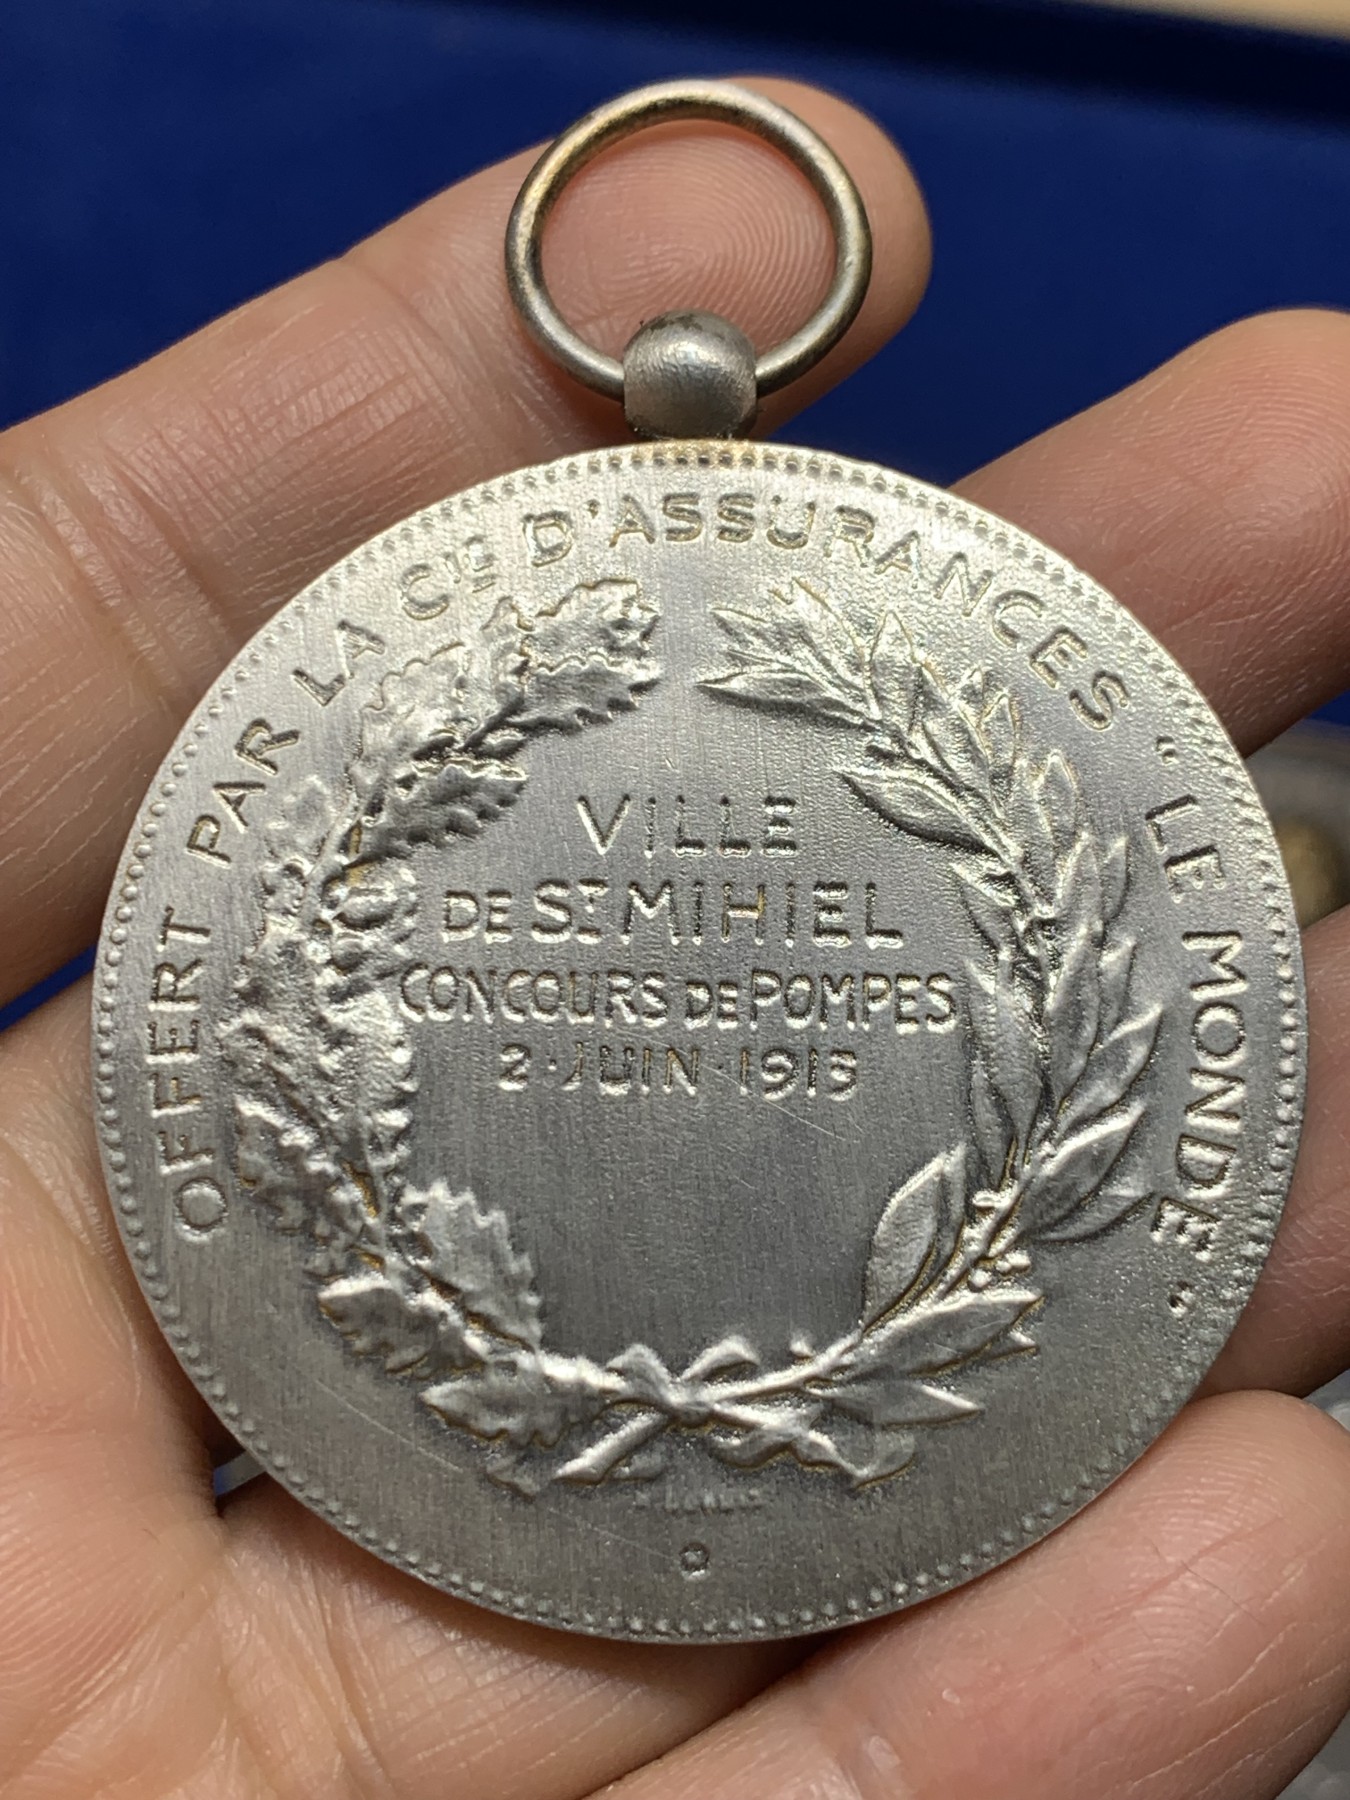 OFFERT PAR LA CIE D'ASSURANCES "LE MONDE"
VILLE
DE ST MIHIEL
CONCOURS DE POMPES
2 · JUIN · 1913